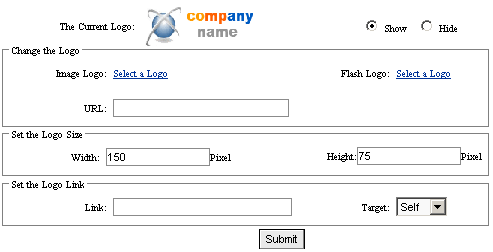 The Current Logo: company name Show Hide
Change the Logo
Image Logo: Select a Logo Flash Logo: Select a Logo
URL:
Set the Logo Size
Width: 150 Pixel Height: 75 Pixel
Set the Logo Link
Link: Target: Self
Submit